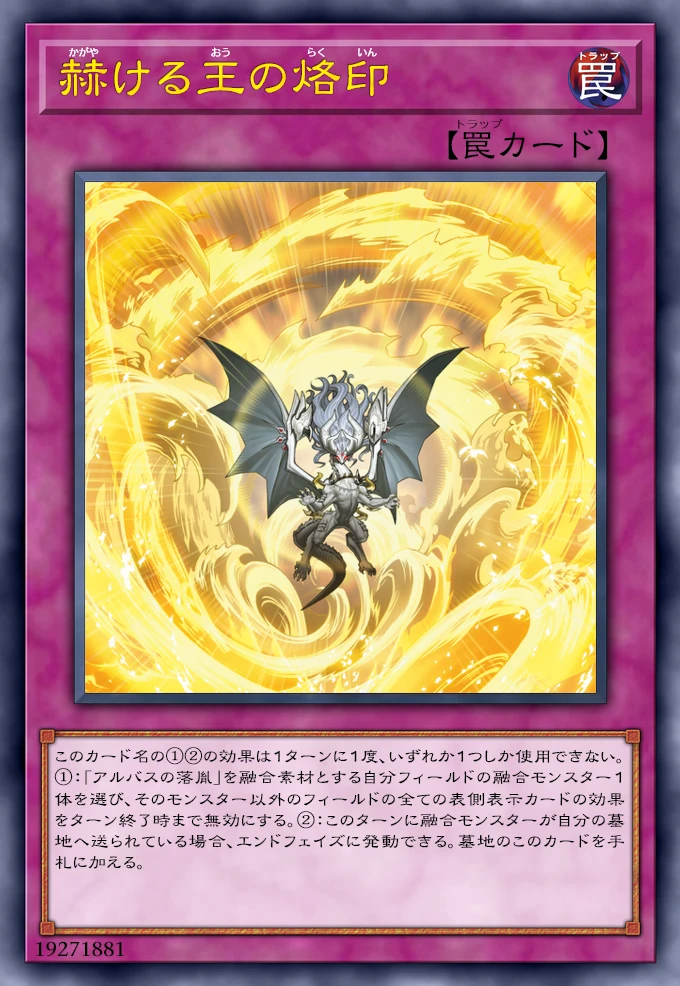 かがや おう らく いん
赫ける王の烙印
トラップ
罠
トラップ
【罠カード】
このカード名の①②の効果は1ターンに1度、いずれか1つしか使用できない。
①:「アルバスの落胤」を融合素材とする自分フィールドの融合モンスター1
体を選び、そのモンスター以外のフィールドの全ての表側表示カードの効果
をターン終了時まで無効にする。②:このターンに融合モンスターが自分の墓
地へ送られている場合、エンドフェイズに発動できる。墓地のこのカードを手
札に加える。
19271881